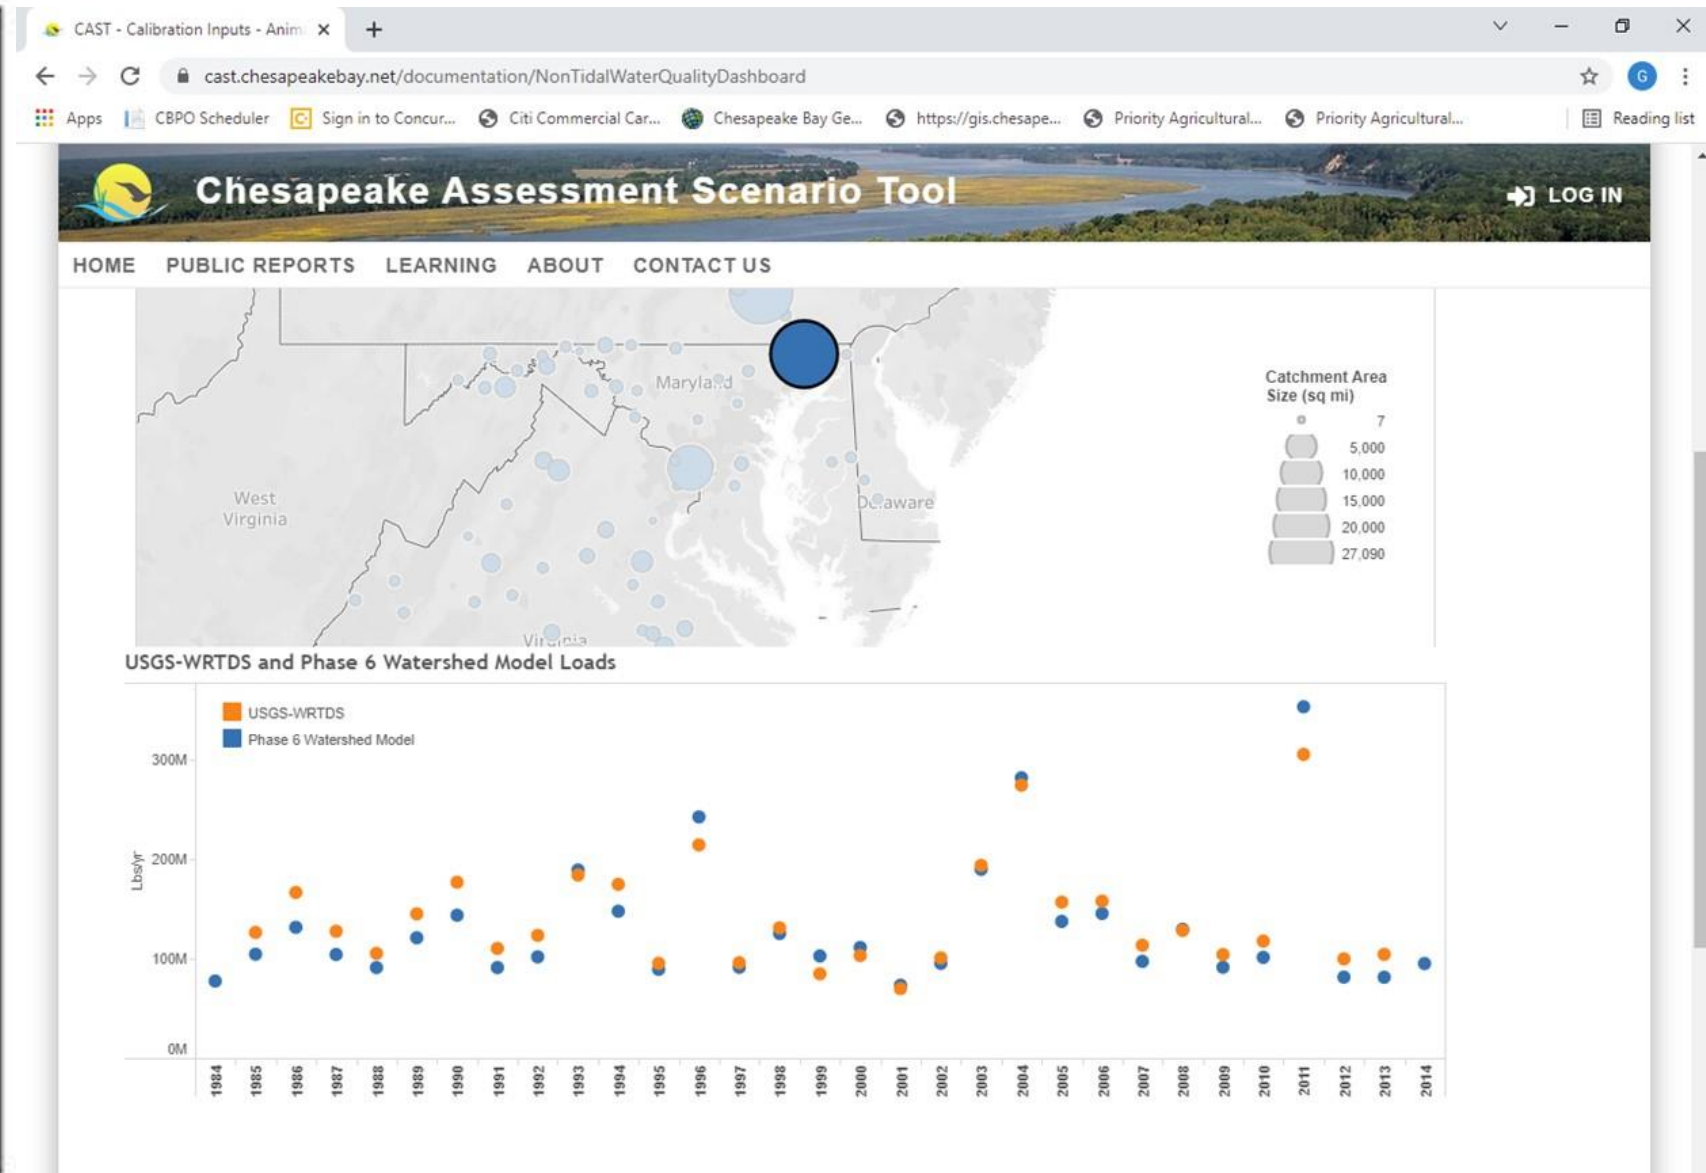 CAST - Calibration Inputs - Anim
cast.chesapeakebay.net/documentation/NonTidalWaterQualityDashboard
G
Apps CBPO Scheduler Sign in to Concur... Citi Commercial Car... Chesapeake Bay Ge... https://gis.chesape... Priority Agricultural... Priority Agricultural... Reading list
Chesapeake Assessment Scenario Tool
LOG IN
HOME PUBLIC REPORTS LEARNING ABOUT CONTACT US
Maryland
West
Virginia
Delaware
Virginia
Catchment Area
Size (sq mi)
7
5,000
10,000
15,000
20,000
27,090
USGS-WRTDS and Phase 6 Watershed Model Loads
USGS-WRTDS
Phase 6 Watershed Model
Lbs/yr
300M
200M
100M
0M
1984 1985 1986 1987 1988 1989 1990 1991 1992 1993 1994 1995 1996 1997 1998 1999 2000 2001 2002 2003 2004 2005 2006 2007 2008 2009 2010 2011 2012 2013 2014